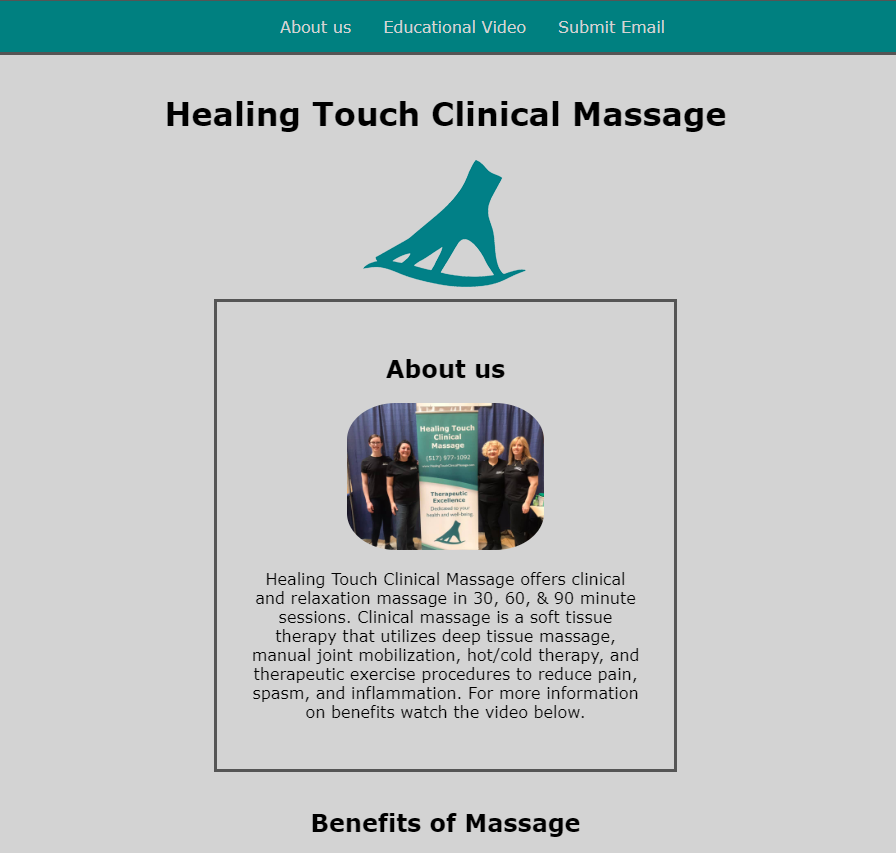 About us Educational Video Submit Email
Healing Touch Clinical Massage
About us
Healing Touch
Clinical
Massage
(517) 977-1092
www.HealingTouchClinicalMassage.com
Therapeutic
Excellence
Dedicated to your
health and well-being
Healing Touch Clinical Massage offers clinical
and relaxation massage in 30, 60, & 90 minute
sessions. Clinical massage is a soft tissue
therapy that utilizes deep tissue massage,
manual joint mobilization, hot/cold therapy, and
therapeutic exercise procedures to reduce pain,
spasm, and inflammation. For more information
on benefits watch the video below.
Benefits of Massage